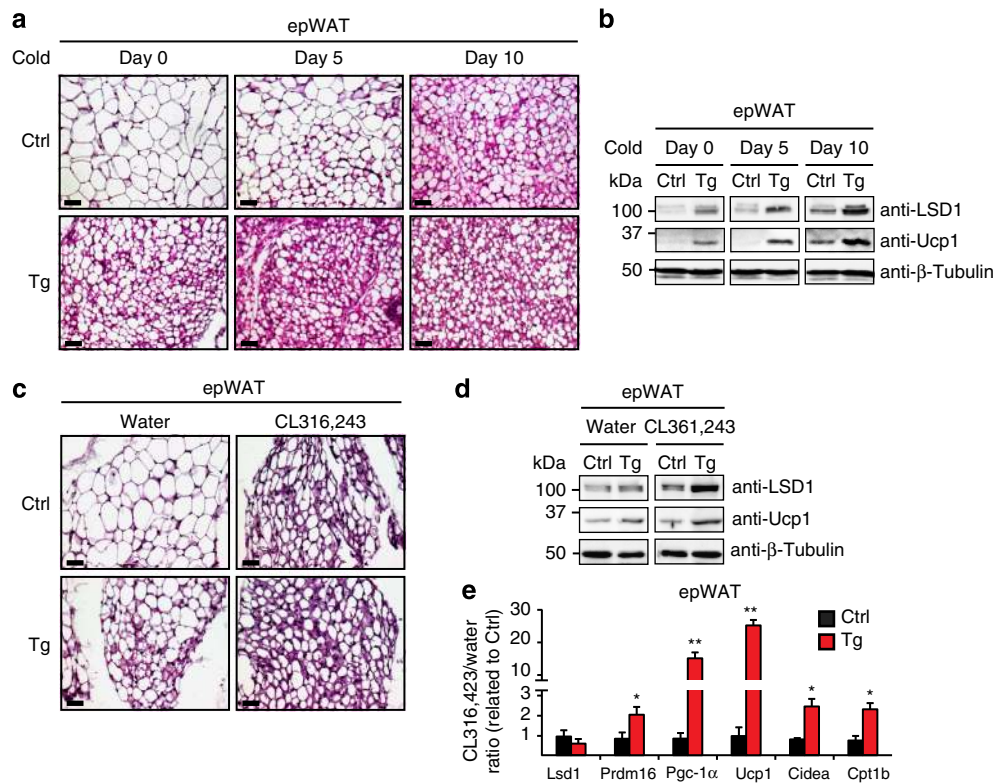 a
epWAT
Cold Day 0 Day 5 Day 10
Ctrl
Tg
b
epWAT
Cold Day 0 Day 5 Day 10
kDa Ctrl Tg Ctrl Tg Ctrl Tg
100 anti-LSD1
37 anti-Ucp1
50 anti-β-Tubulin
c
epWAT
Water CL316,243
Ctrl
Tg
d
epWAT
Water CL361,243
kDa Ctrl Tg Ctrl Tg
100 anti-LSD1
37 anti-Ucp1
50 anti-β-Tubulin
e
epWAT
CL316,423/water
ratio (related to Ctrl)
30
20
10
3
2
1
* ** ** * *
Ctrl
Tg
Lsd1 Prdm16 Pgc-1α Ucp1 Cidea Cpt1b